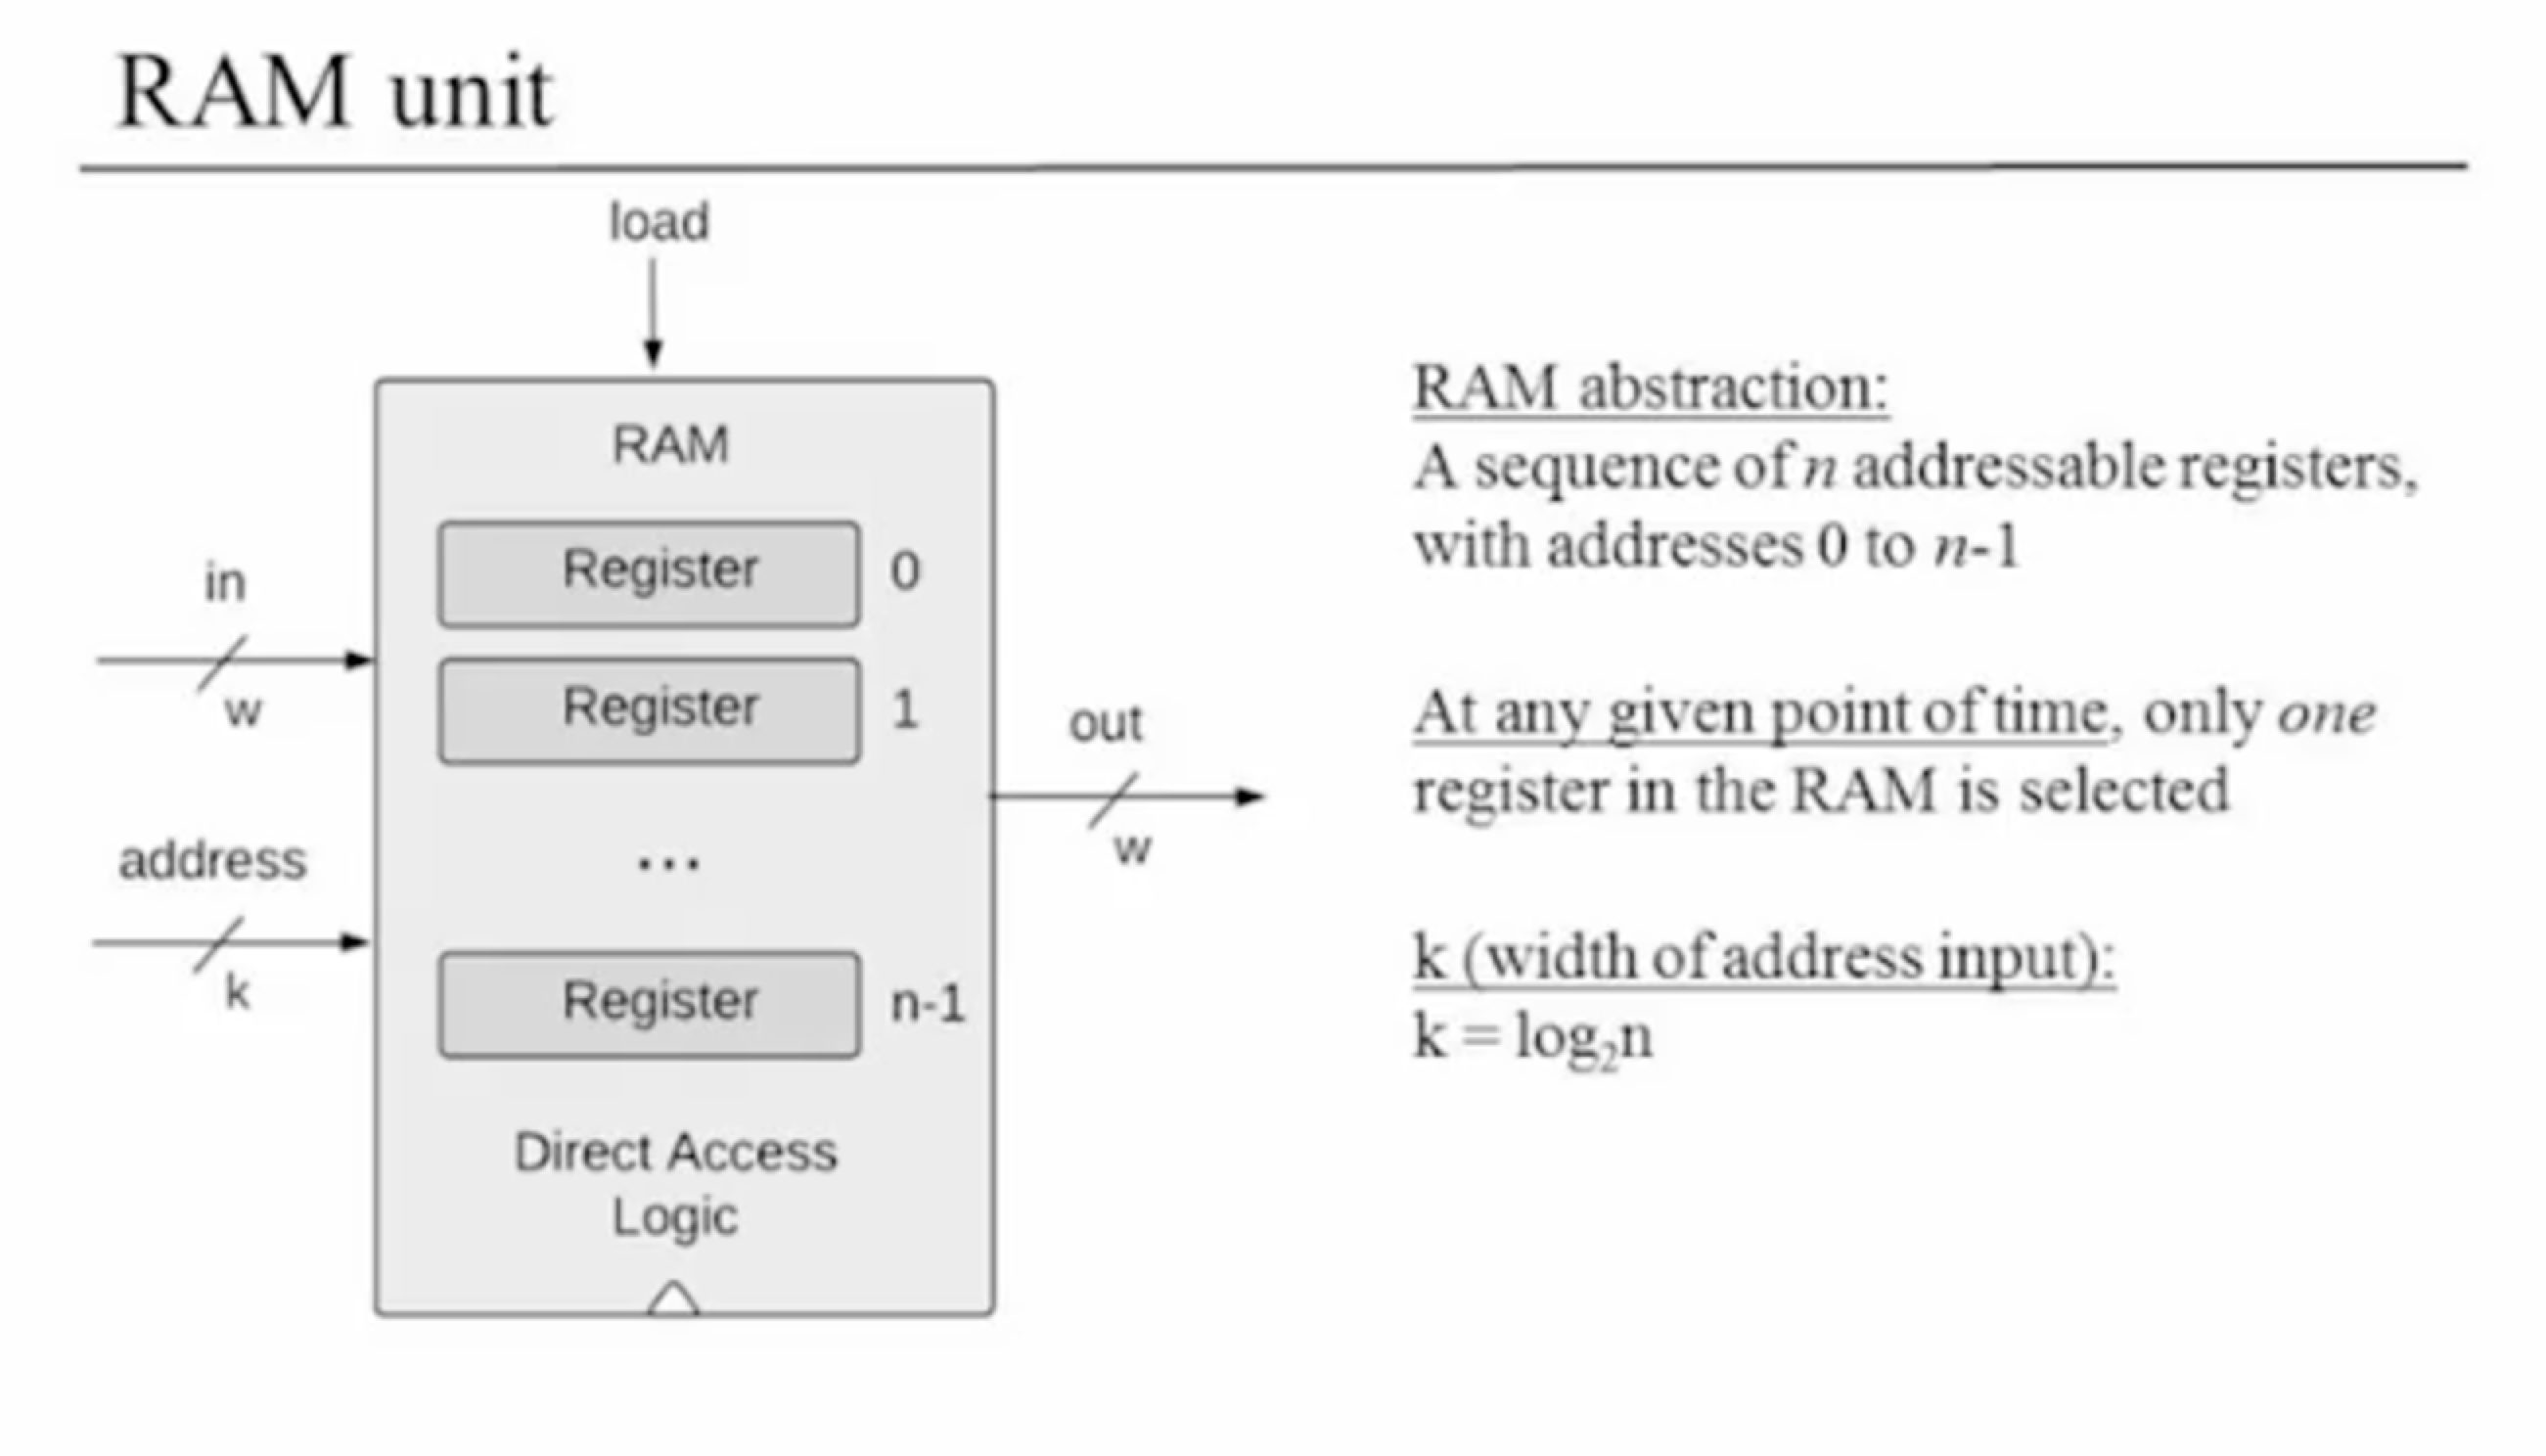 RAM unit
load
RAM
Register 0
in
w
Register 1
out
w
...
address
k
Register n-1
Direct Access
Logic
RAM abstraction:
A sequence of n addressable registers,
with addresses 0 to n-1
At any given point of time, only one
register in the RAM is selected
k (width of address input):
k = log₂n